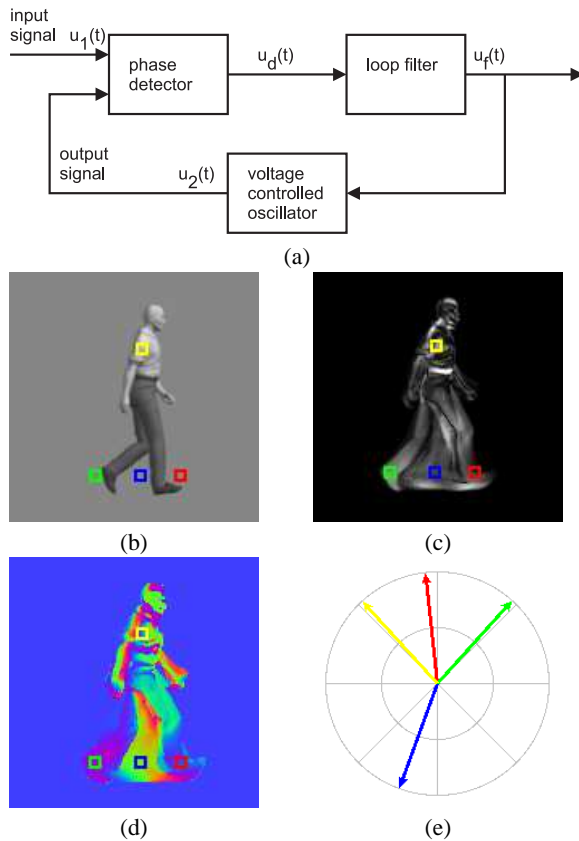 input
signal u1(t)
phase
detector
ud(t)
loop filter
uf(t)
output
signal
u2(t)
voltage
controlled
oscillator
(a)
(b)
(c)
(d)
(e)